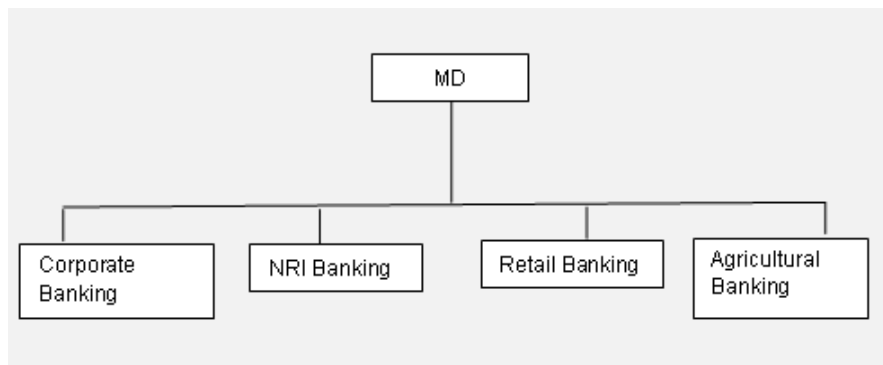 MD
Corporate
Banking
NRI Banking
Retail Banking
Agricultural
Banking